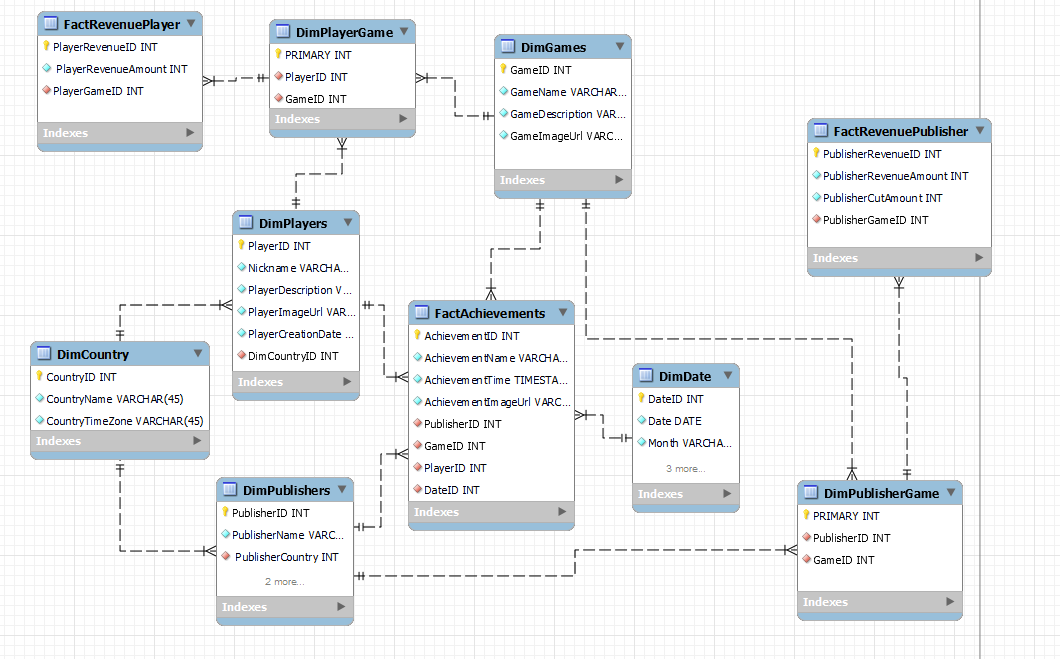 FactRevenuePlayer
PlayerRevenueID INT
PlayerRevenueAmount INT
PlayerGameID INT
Indexes
DimPlayerGame
PRIMARY INT
PlayerID INT
GameID INT
Indexes
DimGames
GameID INT
GameName VARCHAR...
GameDescription VAR...
GameImageUrl VARC...
Indexes
FactRevenuePublisher
PublisherRevenueID INT
PublisherRevenueAmount INT
PublisherCutAmount INT
PublisherGameID INT
Indexes
DimPlayers
PlayerID INT
Nickname VARCHA...
PlayerDescription V...
PlayerImageUrl VAR...
PlayerCreationDate ...
DimCountryID INT
Indexes
FactAchievements
AchievementID INT
AchievementName VARCHA...
AchievementTime TIMESTA...
AchievementImageUrl VARC...
PublisherID INT
GameID INT
PlayerID INT
DateID INT
Indexes
DimCountry
CountryID INT
CountryName VARCHAR(45)
CountryTimeZone VARCHAR(45)
Indexes
DimDate
DateID INT
Date DATE
Month VARCHA...
3 more...
Indexes
DimPublishers
PublisherID INT
PublisherName VARC...
PublisherCountry INT
2 more...
Indexes
DimPublisherGame
PRIMARY INT
PublisherID INT
GameID INT
Indexes